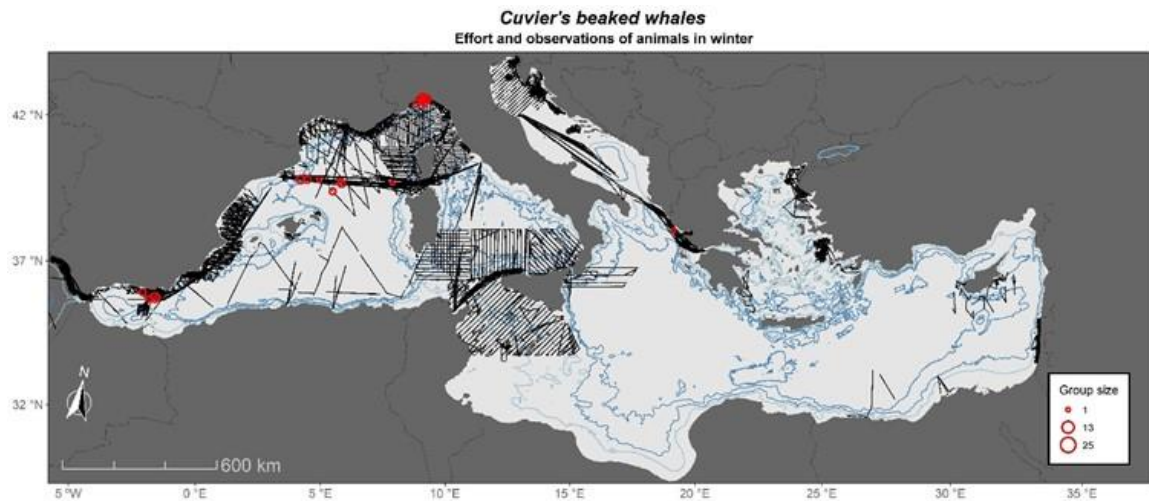 Cuvier's beaked whales
Effort and observations of animals in winter
42 °N
37 °N
32 °N
N
600 km
Group size
1
13
25
5 °W
0 °E
5 °E
10 °E
15 °E
20 °E
25 °E
30 °E
35 °E